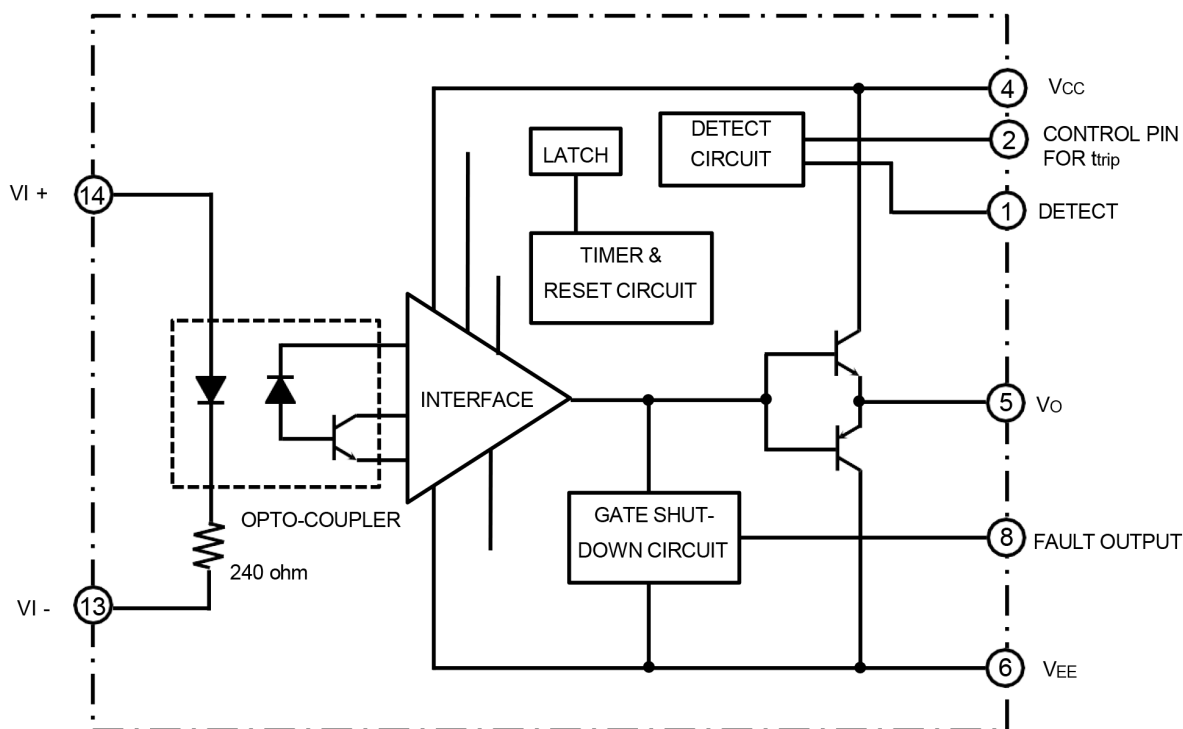 4
VCC
DETECT
CIRCUIT
2
CONTROL PIN
FOR ttrip
LATCH
VI +
14
1
DETECT
TIMER &
RESET CIRCUIT
INTERFACE
5
VO
OPTO-COUPLER
GATE SHUT-
DOWN CIRCUIT
8
FAULT OUTPUT
240 ohm
VI -
13
6
VEE